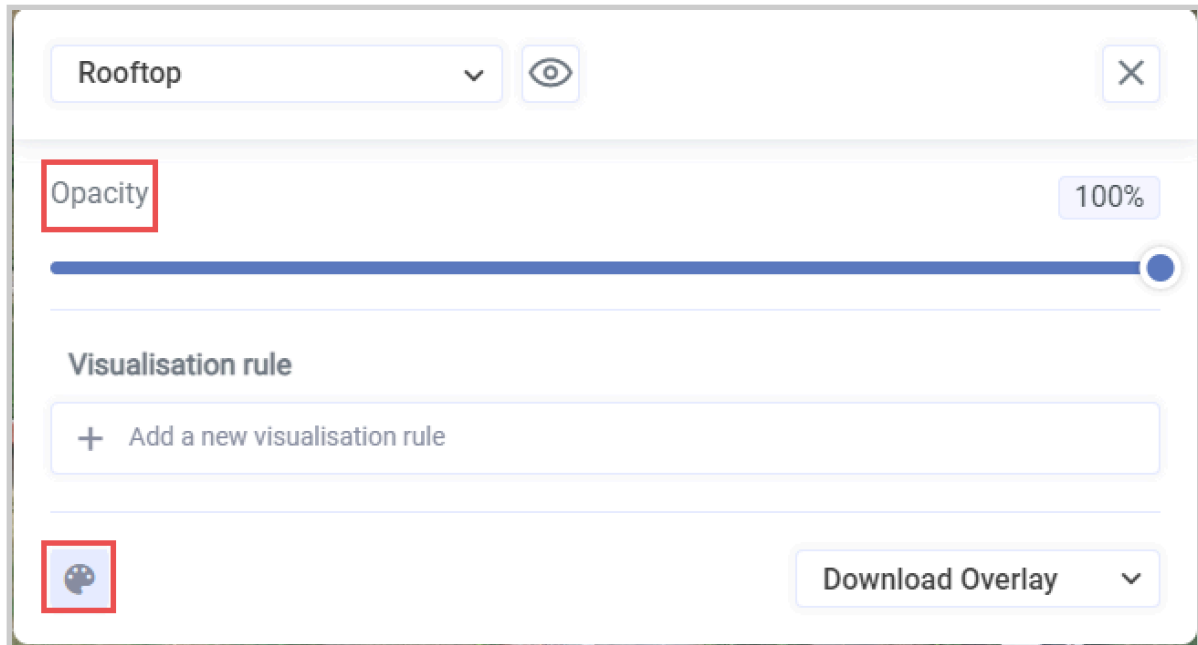 Rooftop
Opacity
100%
Visualisation rule
Add a new visualisation rule
Download Overlay